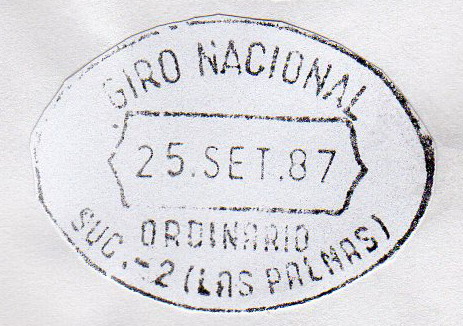 GIRO NACIONAL
25.SET.87
ORDINARIO
SUC.-2 (LAS PALMAS)